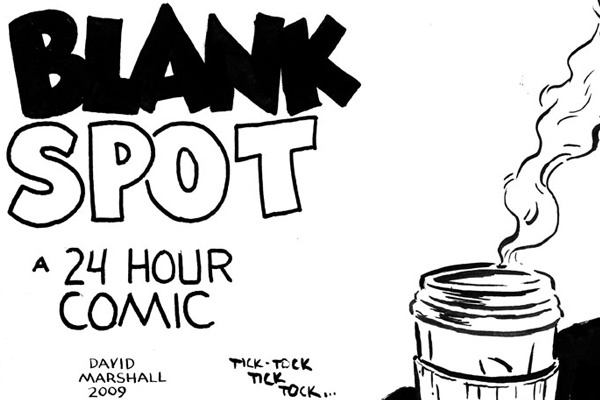 BLANK
SPOT
A 24 HOUR
COMIC
DAVID
MARSHALL
2009
TICK-TOCK
TICK
TOCK...